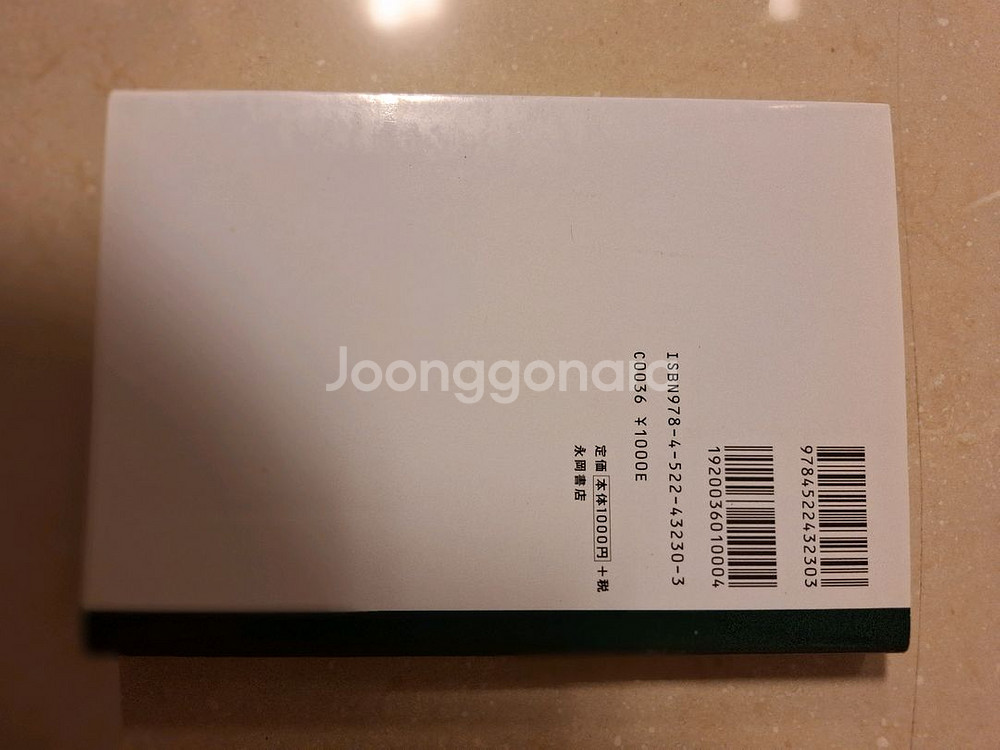 9784522432303
1920036010004
ISBN978-4-522-43230-3
C0036 ¥1000E
定価 本体1000円 +税
永岡書店
Joonggonara